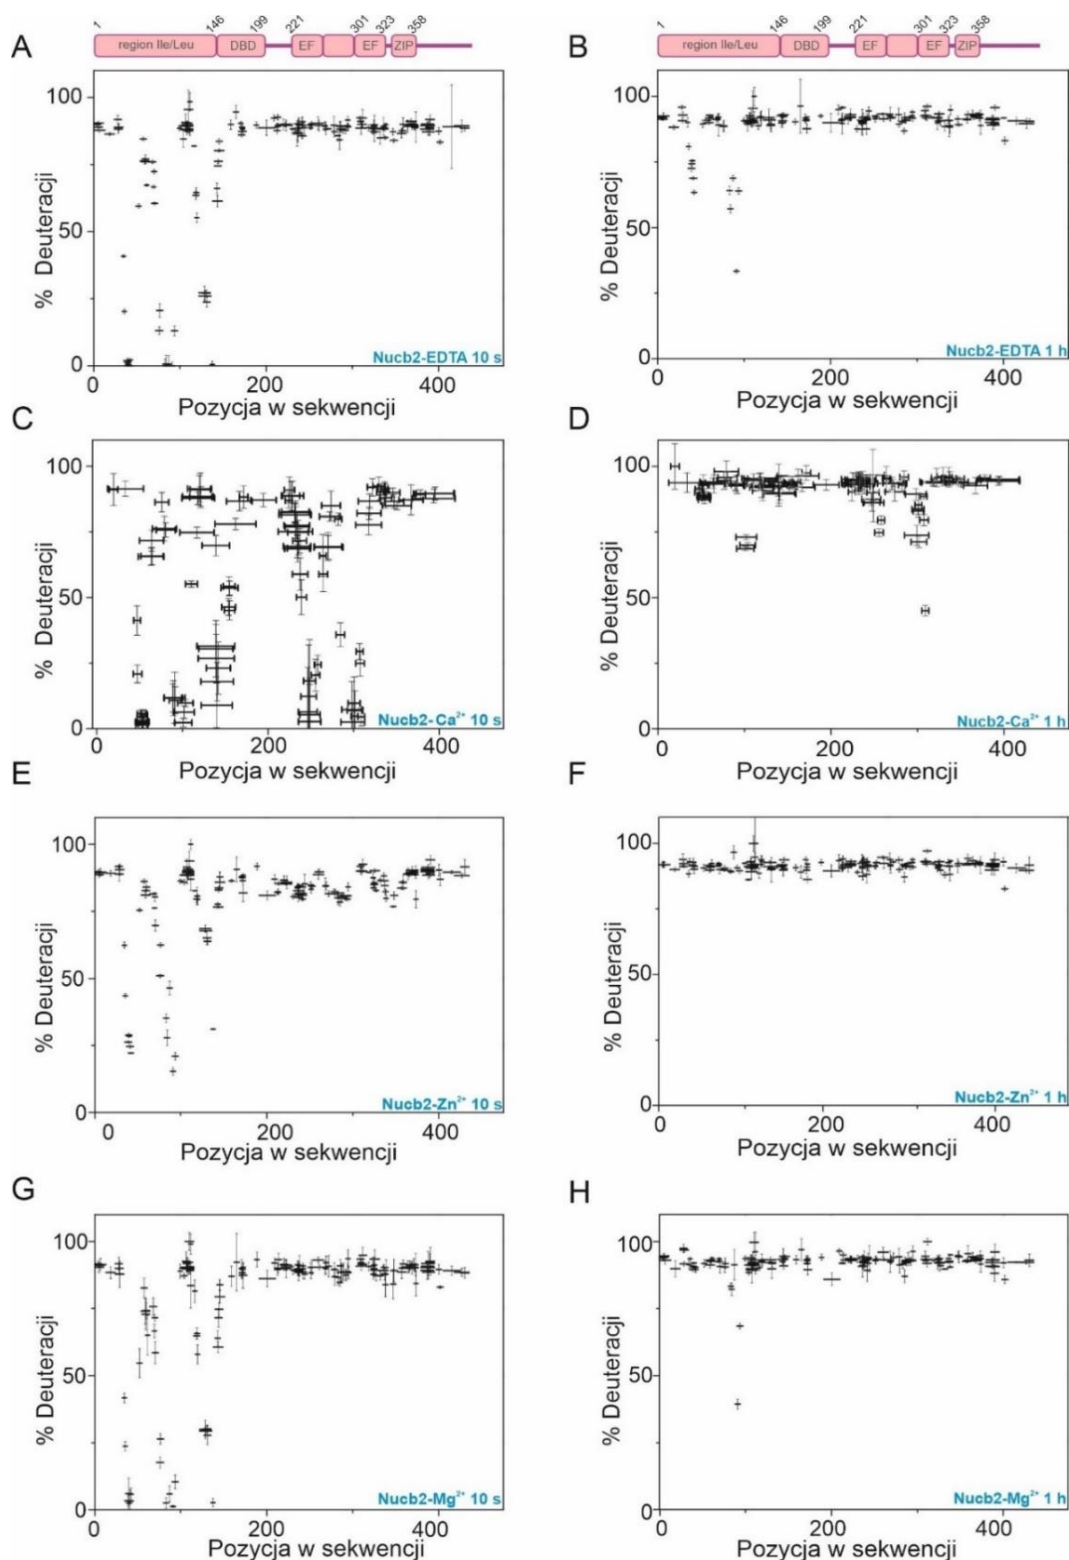 A
1 146 199 221 301 323 358
region Ile/Leu DBD EF EF ZIP
B
1 146 199 221 301 323 358
region Ile/Leu DBD EF EF ZIP
100
50
0
% Deuteracji
Nucb2-EDTA 10 s
0 200 400
Pozycja w sekwencji
100
50
0
% Deuteracji
Nucb2-EDTA 1 h
0 200 400
Pozycja w sekwencji
C
100
50
0
% Deuteracji
Nucb2-Ca²⁺ 10 s
0 200 400
Pozycja w sekwencji
D
100
50
0
% Deuteracji
Nucb2-Ca²⁺ 1 h
0 200 400
Pozycja w sekwencji
E
100
50
0
% Deuteracji
Nucb2-Zn²⁺ 10 s
0 200 400
Pozycja w sekwencji
F
100
50
0
% Deuteracji
Nucb2-Zn²⁺ 1 h
0 200 400
Pozycja w sekwencji
G
100
50
0
% Deuteracji
Nucb2-Mg²⁺ 10 s
0 200 400
Pozycja w sekwencji
H
100
50
0
% Deuteracji
Nucb2-Mg²⁺ 1 h
0 200 400
Pozycja w sekwencji